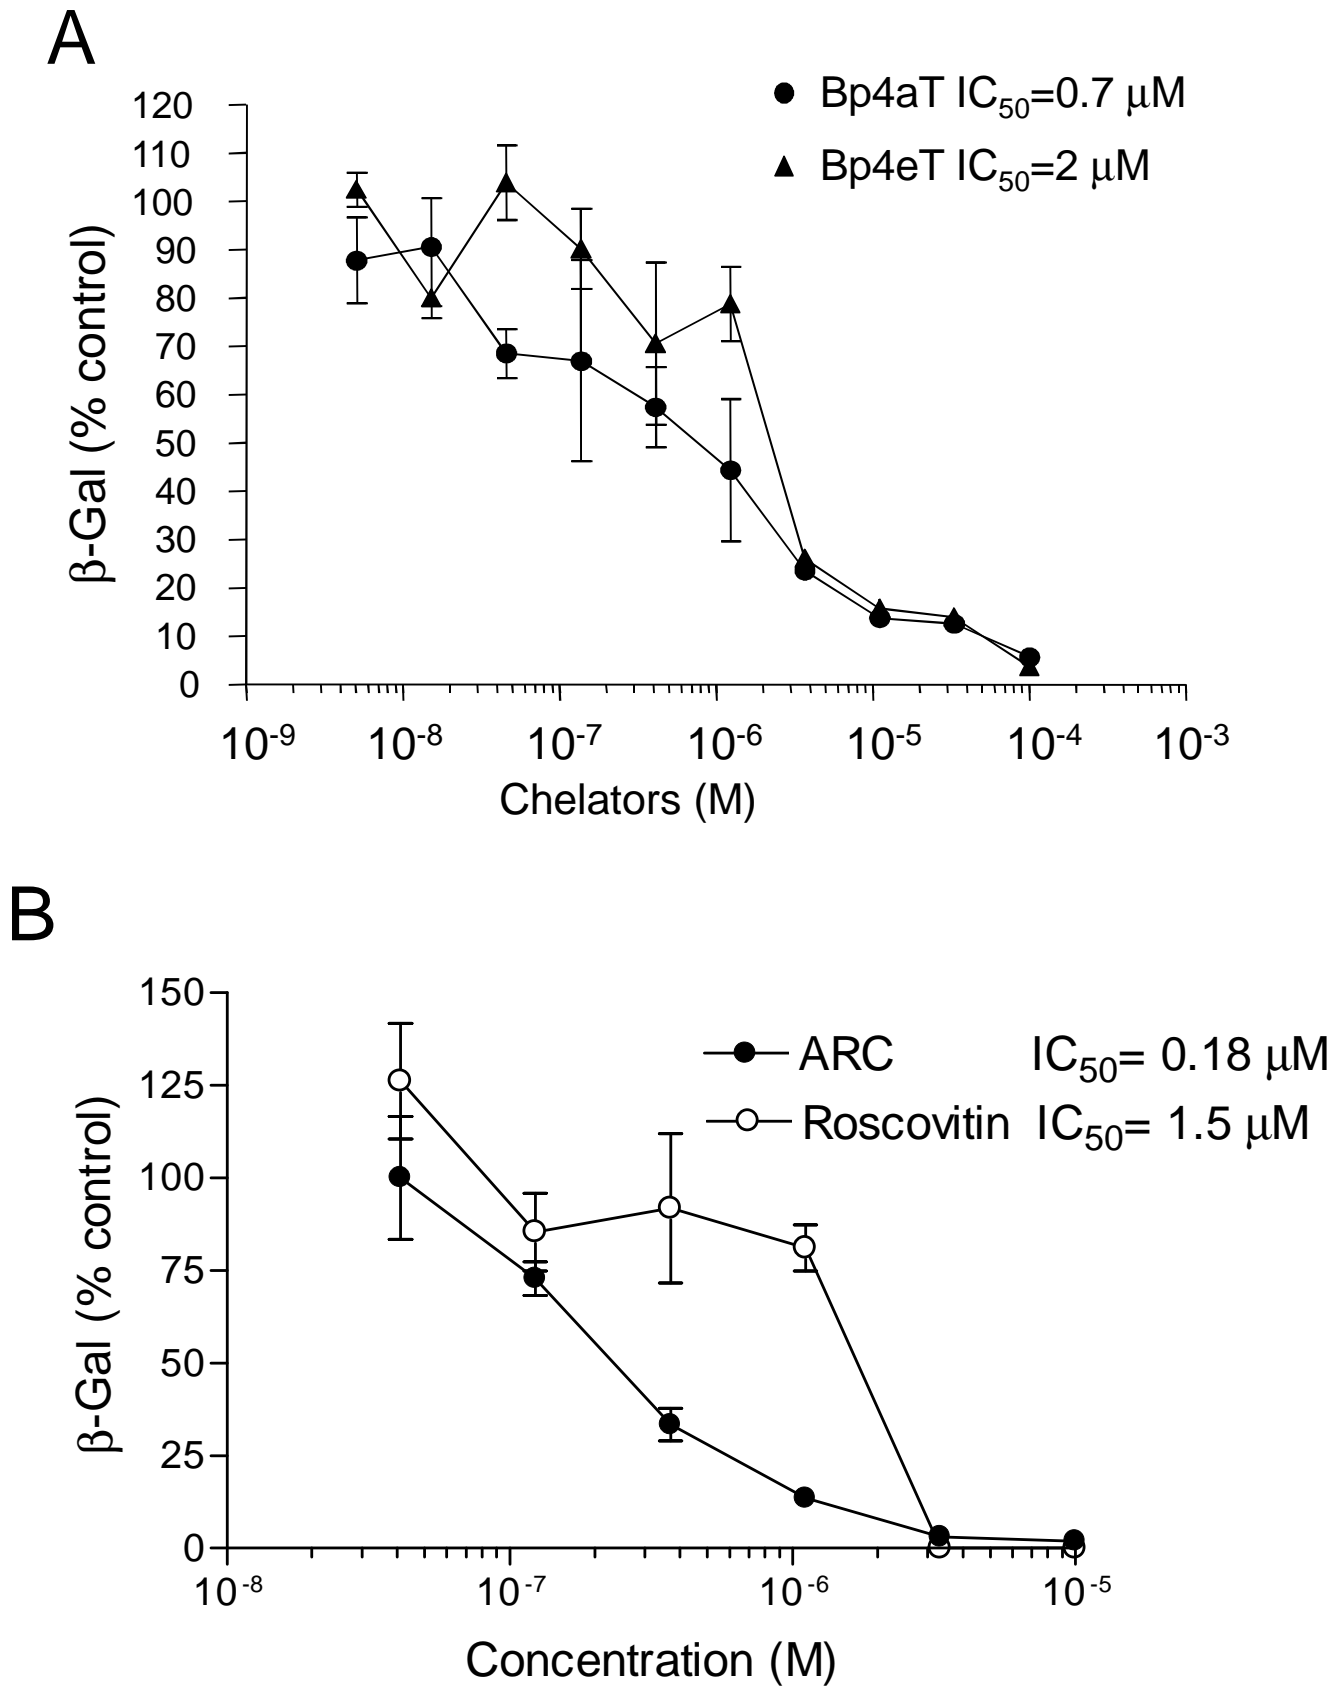 A
Bp4aT IC50=0.7 μM
Bp4eT IC50=2 μM
120
110
100
90
80
70
60
50
40
30
20
10
0
β-Gal (% control)
10-9 10-8 10-7 10-6 10-5 10-4 10-3
Chelators (M)
B
ARC IC50= 0.18 μM
Roscovitin IC50= 1.5 μM
150
125
100
75
50
25
0
β-Gal (% control)
10-8 10-7 10-6 10-5
Concentration (M)